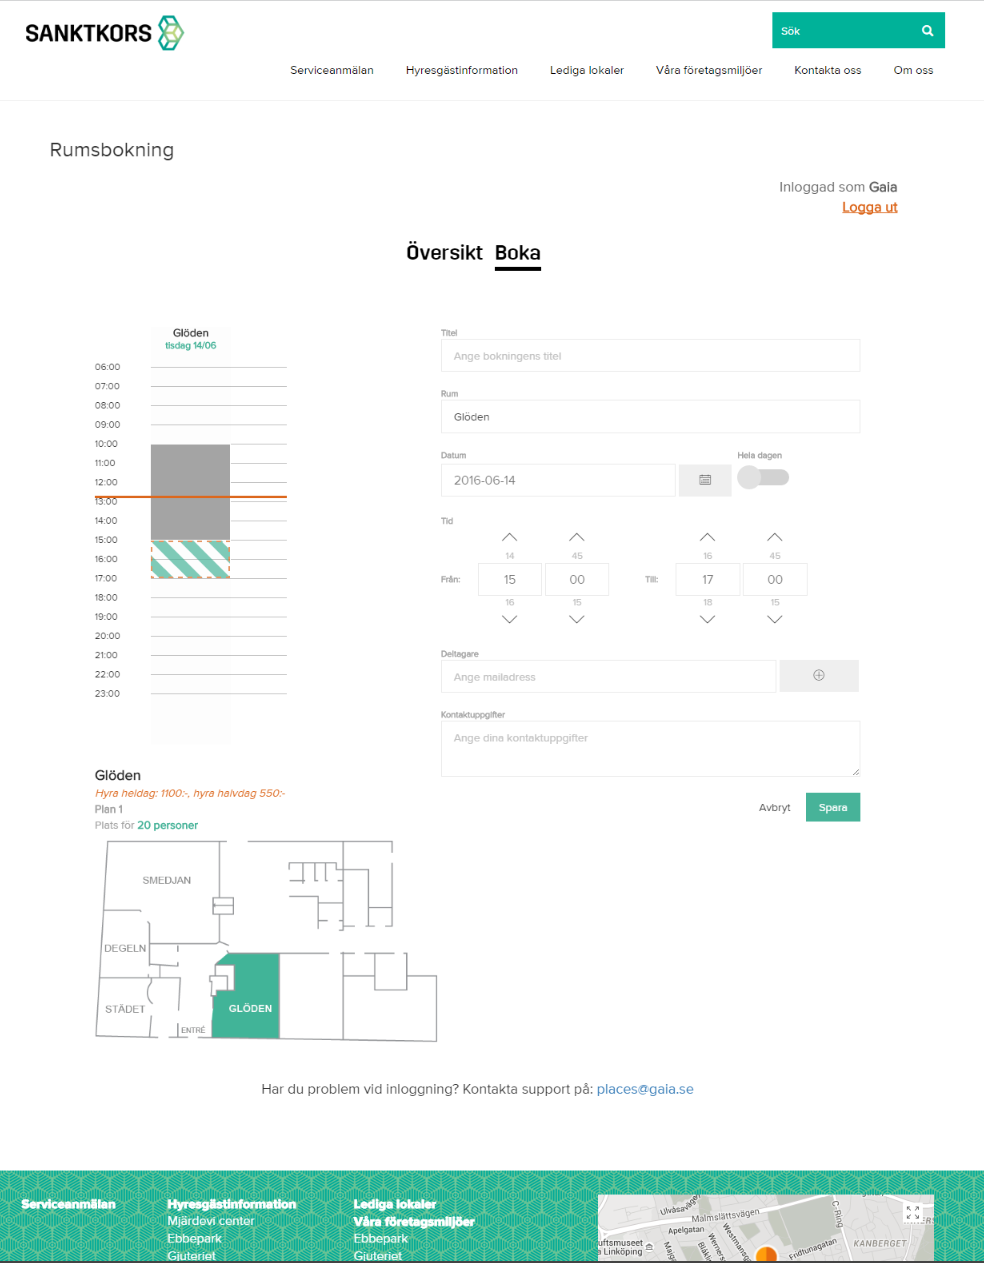 SANKTKORS
Sök
Serviceanmälan Hyresgästinformation Lediga lokaler Våra företagsmiljöer Kontakta oss Om oss
Rumsbokning
Inloggad som Gaia
Logga ut
Översikt Boka
Glöden
tisdag 14/06
06:00
07:00
08:00
09:00
10:00
11:00
12:00
13:00
14:00
15:00
16:00
17:00
18:00
19:00
20:00
21:00
22:00
23:00
Titel
Ange bokningens titel
Rum
Glöden
Datum Hela dagen
2016-06-14
Tid
14 45 16 45
Från: 15 00 Till: 17 00
16 15 18 15
Deltagare
Ange mailadress
Kontaktuppgifter
Ange dina kontaktuppgifter
Avbryt Spara
Glöden
Hyra heldag: 1100:-, hyra halvdag 550:-
Plan 1
Plats för 20 personer
SMEDJAN
DEGELN
STÄDET
GLÖDEN
ENTRÉ
Har du problem vid inloggning? Kontakta support på: places@gaia.se
Serviceanmälan
Hyresgästinformation
Mjärdevi center
Ebbepark
Gjuteriet
Lediga lokaler
Våra företagsmiljöer
Ebbepark
Gjuteriet
Ulvåsavägen
Malmslättsvägen
Apelgatan
C-Ring
Westmansg
Fridtunagatan
KANBERGET
uftsmuseet
a Linköping